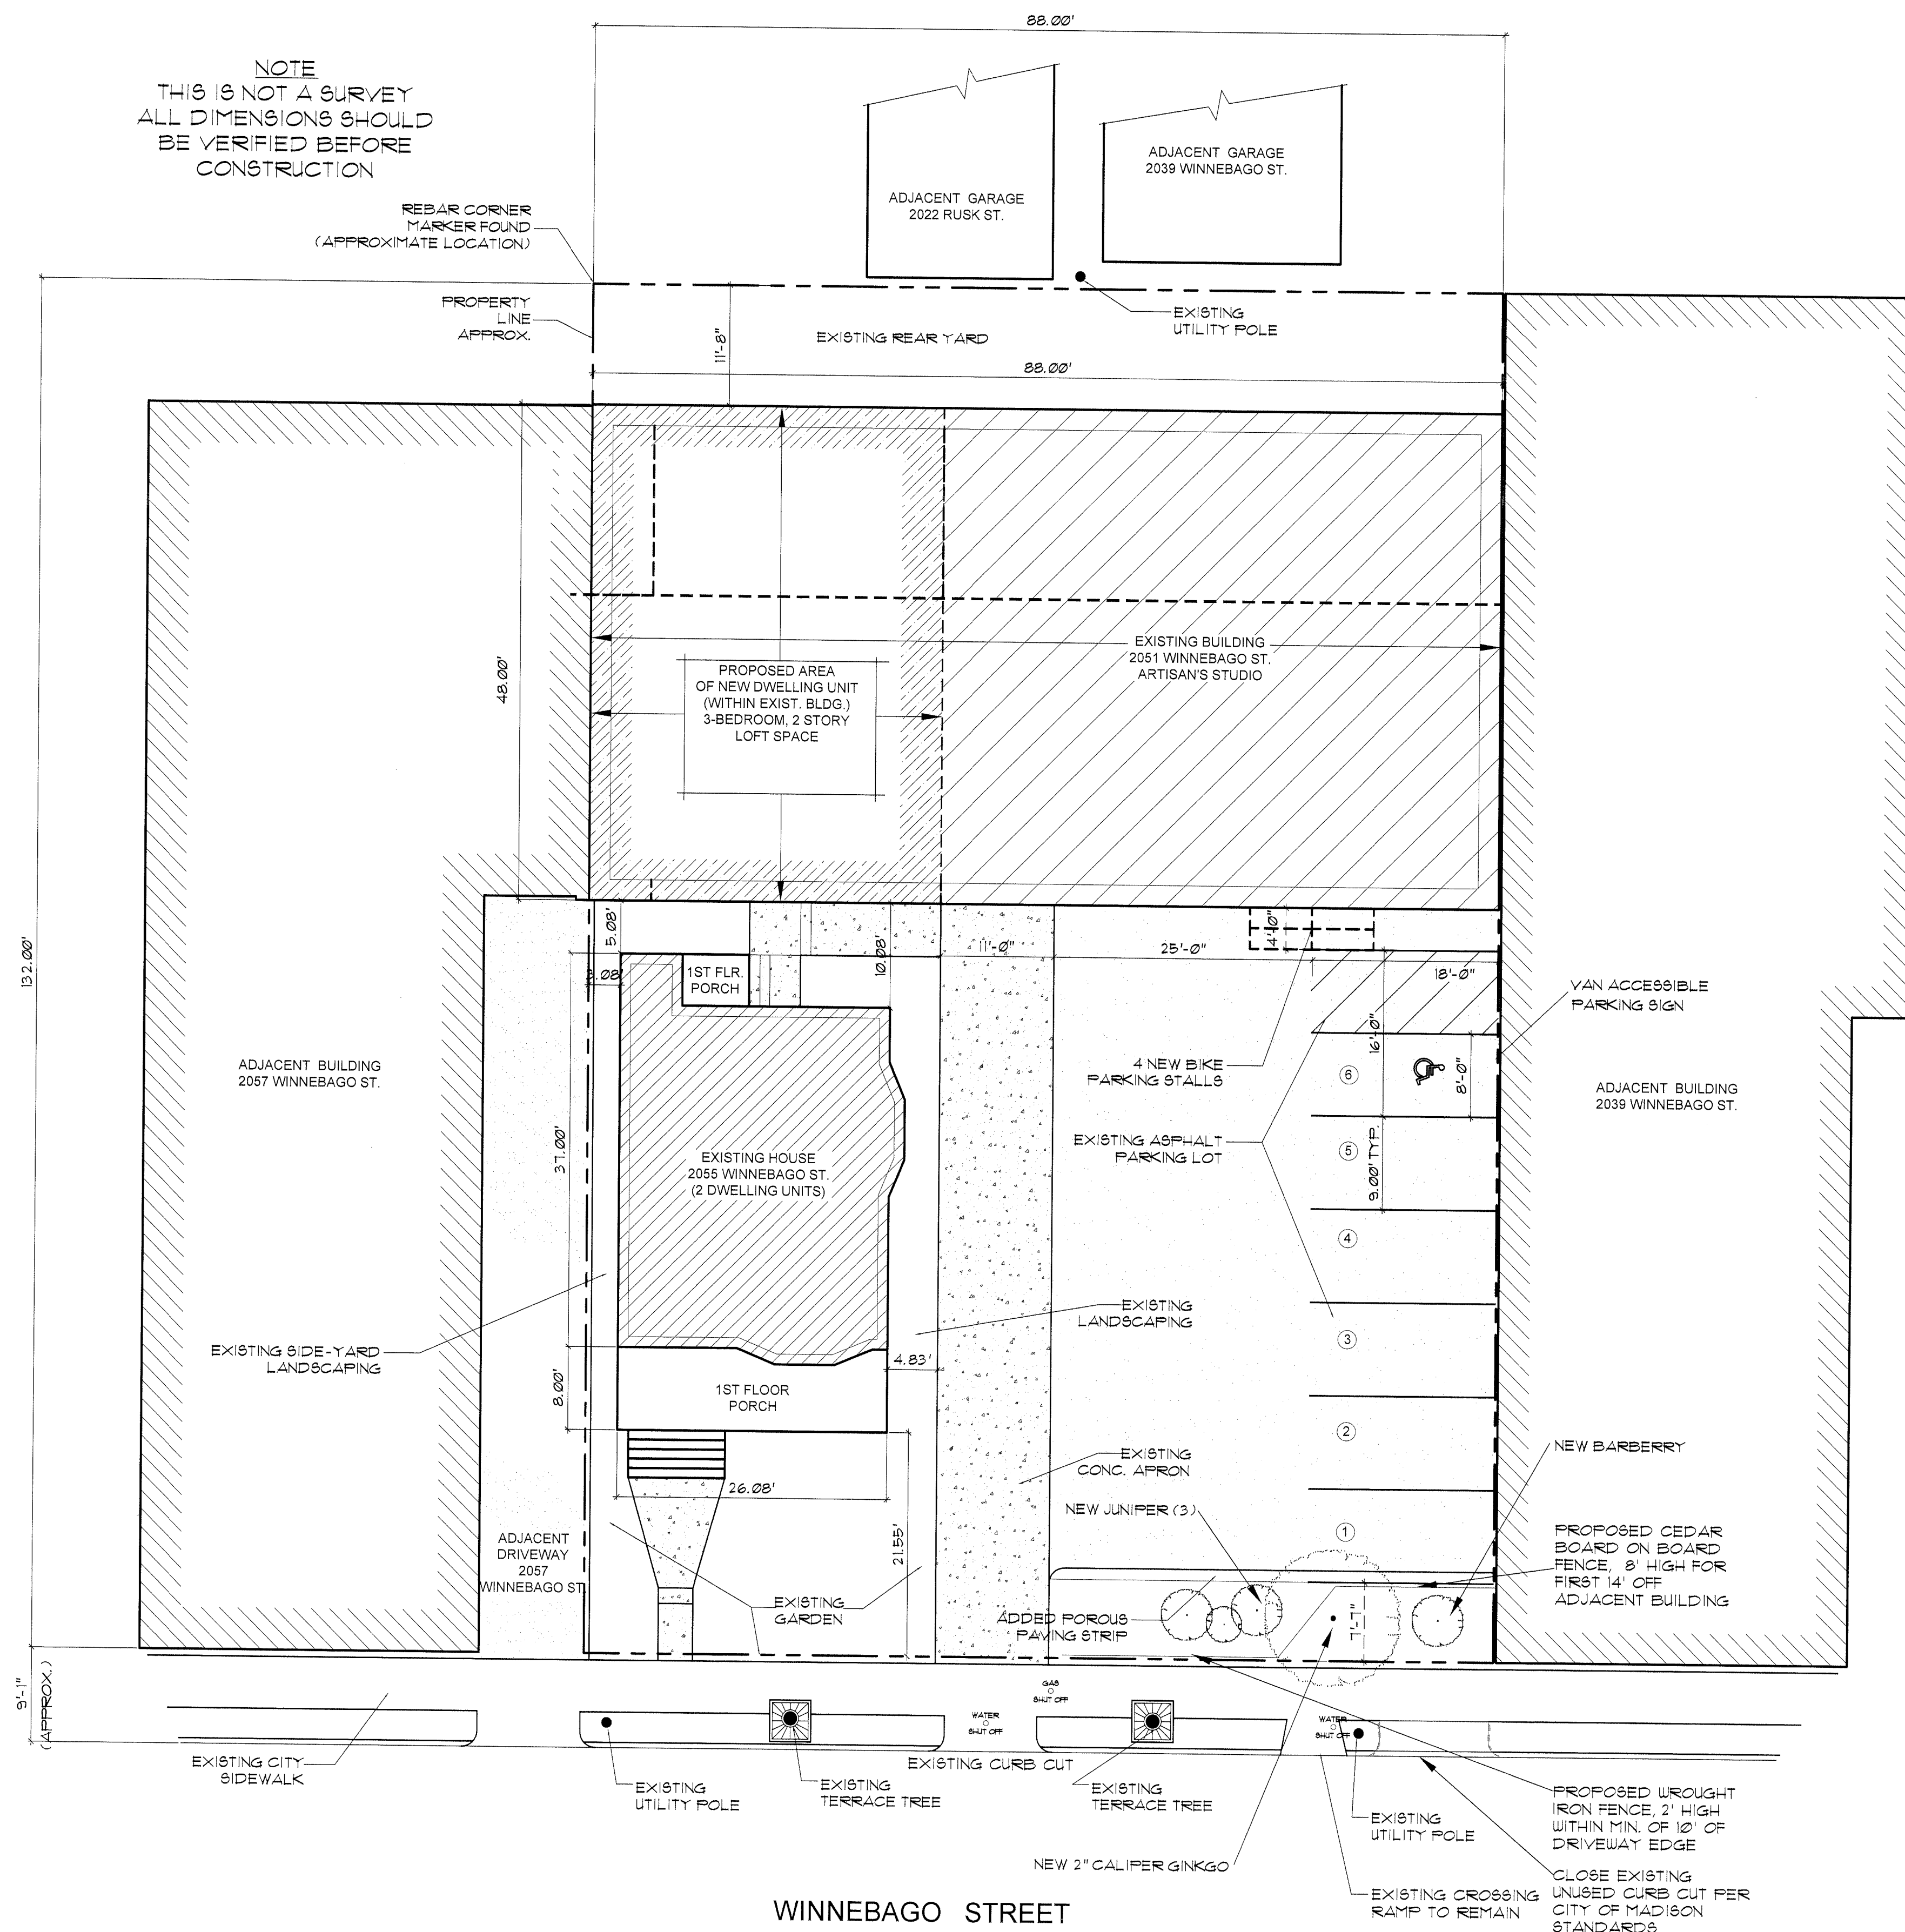 88.00'
NOTE
THIS IS NOT A SURVEY
ALL DIMENSIONS SHOULD
BE VERIFIED BEFORE
CONSTRUCTION
ADJACENT GARAGE
2039 WINNEBAGO ST.
ADJACENT GARAGE
2022 RUSK ST.
REBAR CORNER
MARKER FOUND
(APPROXIMATE LOCATION)
PROPERTY
LINE
APPROX.
11'-8"
EXISTING REAR YARD
EXISTING
UTILITY POLE
88.00'
48.00'
132.00'
EXISTING BUILDING
2051 WINNEBAGO ST.
ARTISAN'S STUDIO
PROPOSED AREA
OF NEW DWELLING UNIT
(WITHIN EXIST. BLDG.)
3-BEDROOM, 2 STORY
LOFT SPACE
5.08'
3.08'
1ST FLR.
PORCH
10.08'
11'-0"
25'-0"
4'-0"
18'-0"
VAN ACCESSIBLE
PARKING SIGN
4 NEW BIKE
PARKING STALLS
16'-0"
8'-0"
6
ADJACENT BUILDING
2057 WINNEBAGO ST.
ADJACENT BUILDING
2039 WINNEBAGO ST.
EXISTING ASPHALT
PARKING LOT
5
9.00' TYP.
37.00'
EXISTING HOUSE
2055 WINNEBAGO ST.
(2 DWELLING UNITS)
4
EXISTING
LANDSCAPING
3
EXISTING SIDE-YARD
LANDSCAPING
4.83'
8.00'
1ST FLOOR
PORCH
2
EXISTING
CONC. APRON
NEW BARBERRY
26.08'
NEW JUNIPER (3)
1
ADJACENT
DRIVEWAY
2057
WINNEBAGO ST.
21.55'
PROPOSED CEDAR
BOARD ON BOARD
FENCE, 8' HIGH FOR
FIRST 14' OFF
ADJACENT BUILDING
EXISTING
GARDEN
ADDED POROUS
PAVING STRIP
7'-7"
9'-1"
(APPROX.)
GAS
SHUT OFF
WATER
SHUT OFF
WATER
SHUT OFF
EXISTING CITY
SIDEWALK
EXISTING CURB CUT
EXISTING
UTILITY POLE
EXISTING
TERRACE TREE
EXISTING
TERRACE TREE
EXISTING
UTILITY POLE
PROPOSED WROUGHT
IRON FENCE, 2' HIGH
WITHIN MIN. OF 10' OF
DRIVEWAY EDGE
NEW 2" CALIPER GINKGO
EXISTING CROSSING
RAMP TO REMAIN
CLOSE EXISTING
UNUSED CURB CUT PER
CITY OF MADISON
STANDARDS
WINNEBAGO STREET